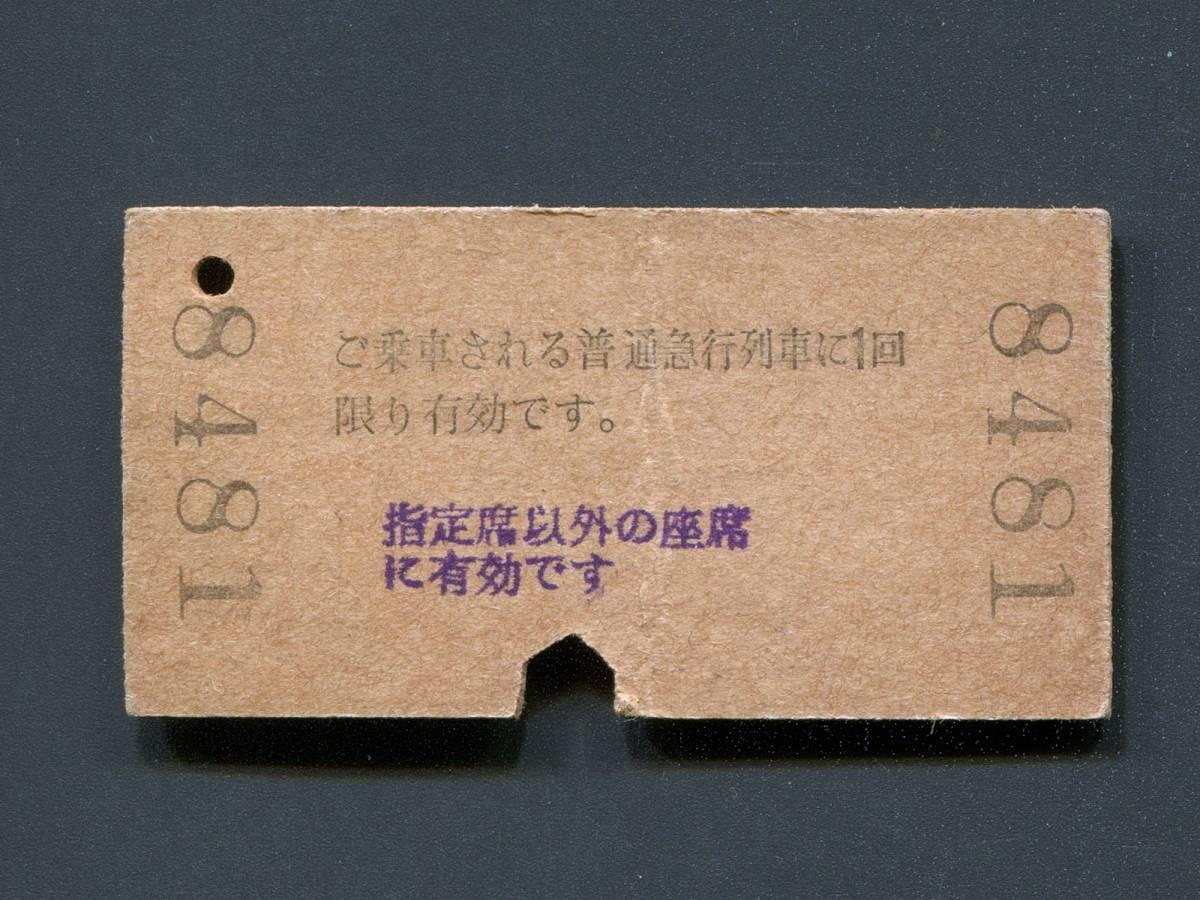 8481
ご乗車される普通急行列車に1回
限り有効です。
指定席以外の座席
に有効です
8481